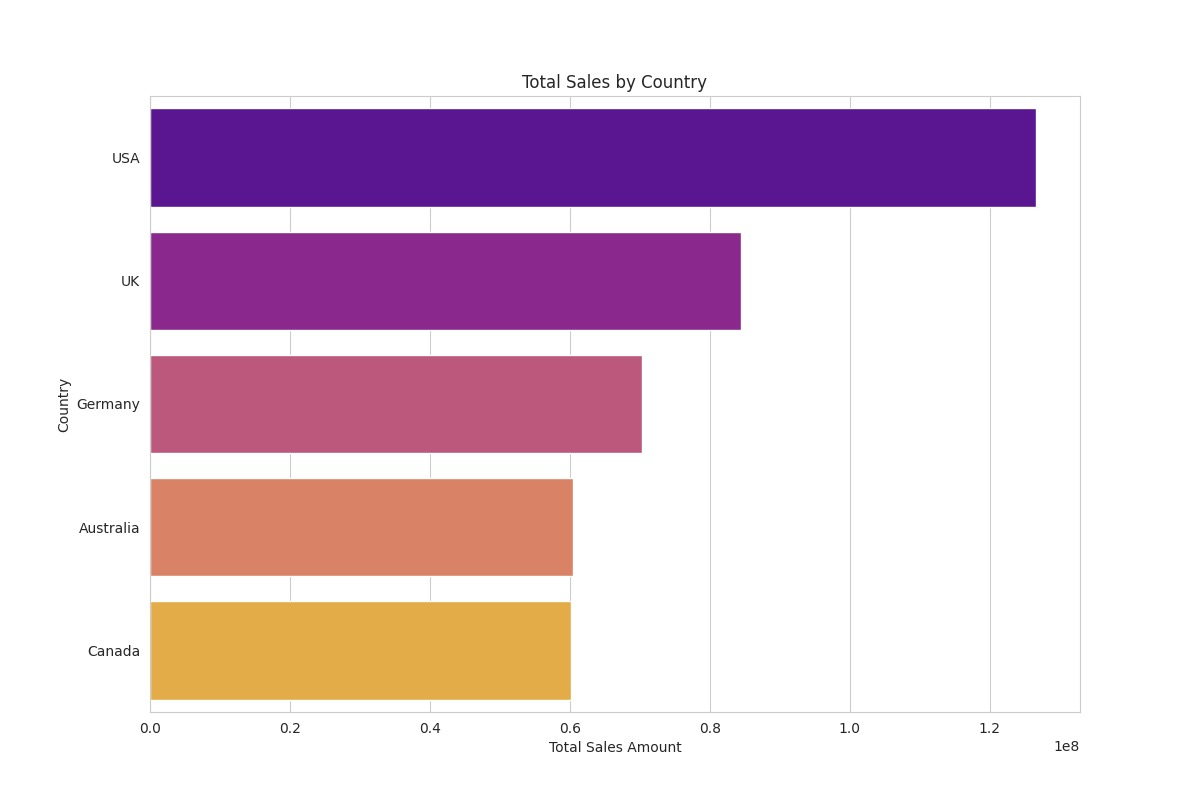 Total Sales by Country
USA
UK
Germany
Australia
Canada
Country
0.0 0.2 0.4 0.6 0.8 1.0 1.2
1e8
Total Sales Amount